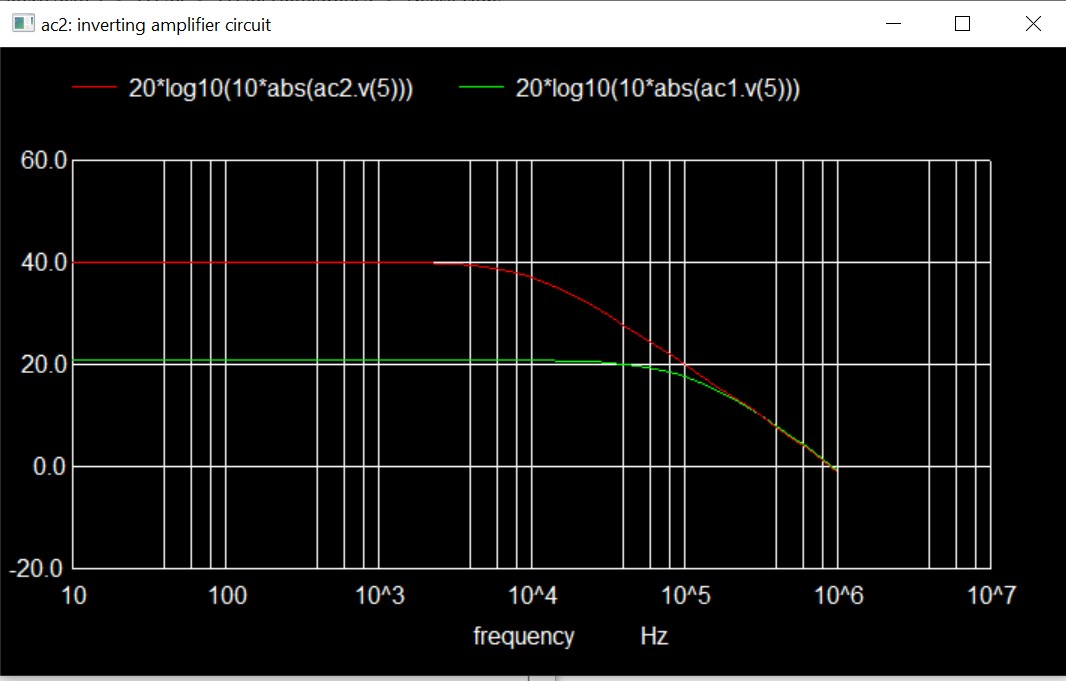 ac2: inverting amplifier circuit
20*log10(10*abs(ac2.v(5))) 20*log10(10*abs(ac1.v(5)))
60.0
40.0
20.0
0.0
-20.0
10 100 10^3 10^4 10^5 10^6 10^7
frequency Hz